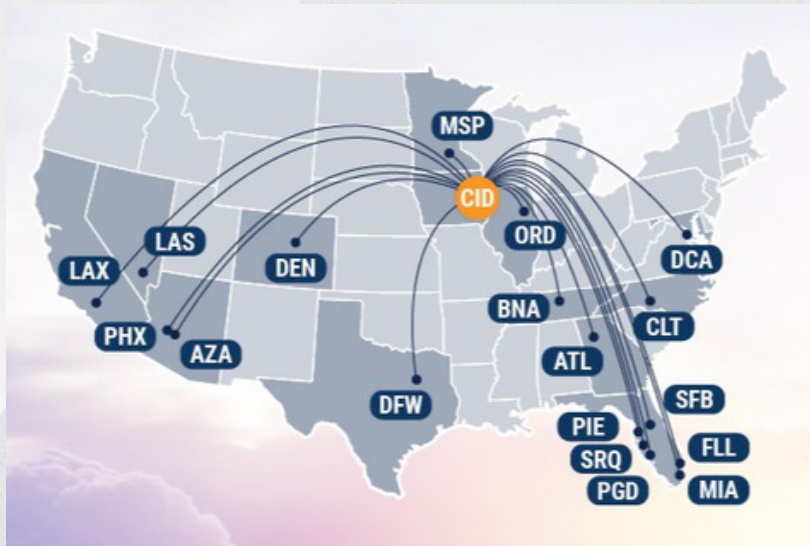 MSP
CID
ORD
LAS
DCA
LAX
DEN
BNA
PHX
CLT
AZA
ATL
DFW
SFB
PIE
FLL
SRQ
PGD
MIA